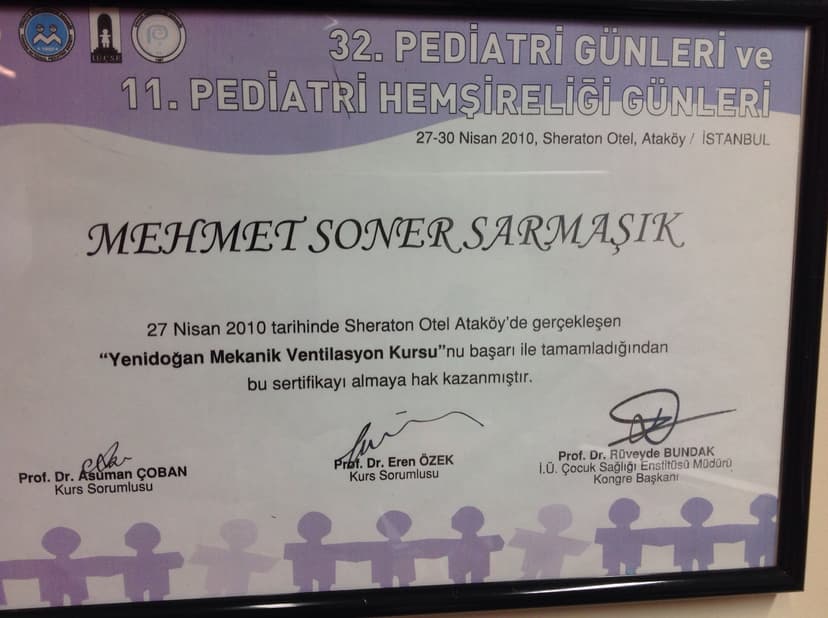 32. PEDİATRİ GÜNLERİ ve
11. PEDİATRİ HEMŞİRELİĞİ GÜNLERİ
27-30 Nisan 2010, Sheraton Otel, Ataköy / İSTANBUL
MEHMET SONER SARMAŞIK
27 Nisan 2010 tarihinde Sheraton Otel Ataköy'de gerçekleşen
“Yenidoğan Mekanik Ventilasyon Kursu”nu başarı ile tamamladığından
bu sertifikayı almaya hak kazanmıştır.
Prof. Dr. Asuman ÇOBAN
Kurs Sorumlusu
Prof. Dr. Eren ÖZEK
Kurs Sorumlusu
Prof. Dr. Rüveyde BUNDAK
İ.Ü. Çocuk Sağlığı Enstitüsü Müdürü
Kongre Başkanı